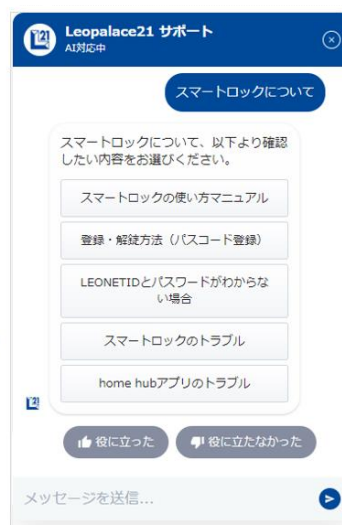 21
Leopalace21 サポート
AI対応中
スマートロックについて
スマートロックについて、以下より確認
したい内容をお選びください。
スマートロックの使い方マニュアル
登録・解錠方法（パスコード登録）
LEONETIDとパスワードがわからな
い場合
スマートロックのトラブル
home hubアプリのトラブル
21
役に立った
役に立たなかった
メッセージを送信...